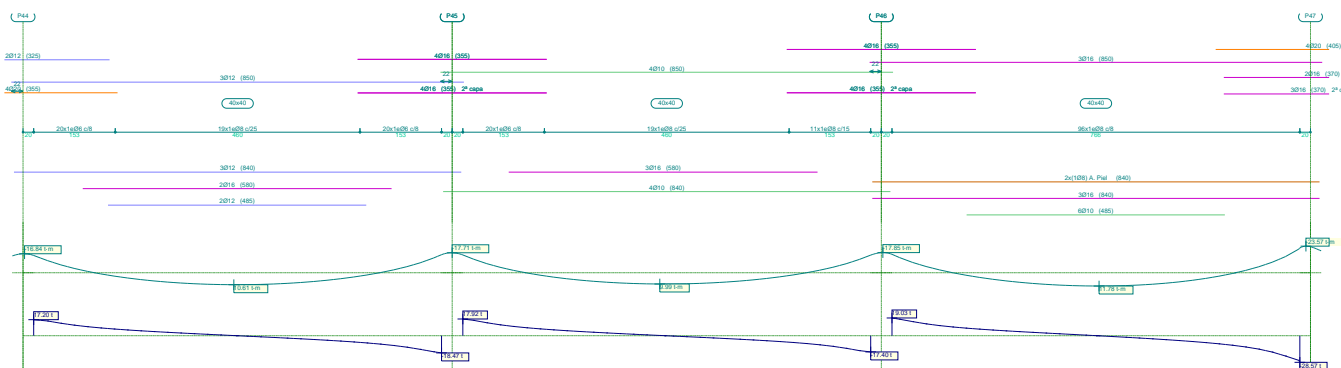 P44 P45 P46 P47
4Ø16 (355) 4Ø16 (355) 4Ø20 (405)
2Ø12 (325) 3Ø16 (850)
22 22 22
3Ø12 (850) 4Ø10 (850) 2Ø16 (370)
(355) 4Ø16 (355) 2ª capa 4Ø16 (355) 2ª capa 3Ø16 (370) 2ª c
40x40 40x40 40x40
20x1eØ6 c/8 19x1eØ8 c/25 20x1eØ6 c/8 20x1eØ6 c/8 19x1eØ8 c/25 11x1eØ8 c/15 96x1eØ8 c/8
20 153 460 153 20 20 153 460 153 20 20 766 20
3Ø12 (840) 3Ø16 (580)
2x(1Ø8) A. Piel (840)
2Ø16 (580) 4Ø10 (840)
3Ø16 (840)
2Ø12 (485)
6Ø10 (485)
-16.84 t·m -17.71 t·m -17.85 t·m -23.57 t·m
10.61 t·m 9.99 t·m 11.78 t·m
17.20 t 17.92 t 19.03 t
-18.47 t -17.40 t -28.57 t